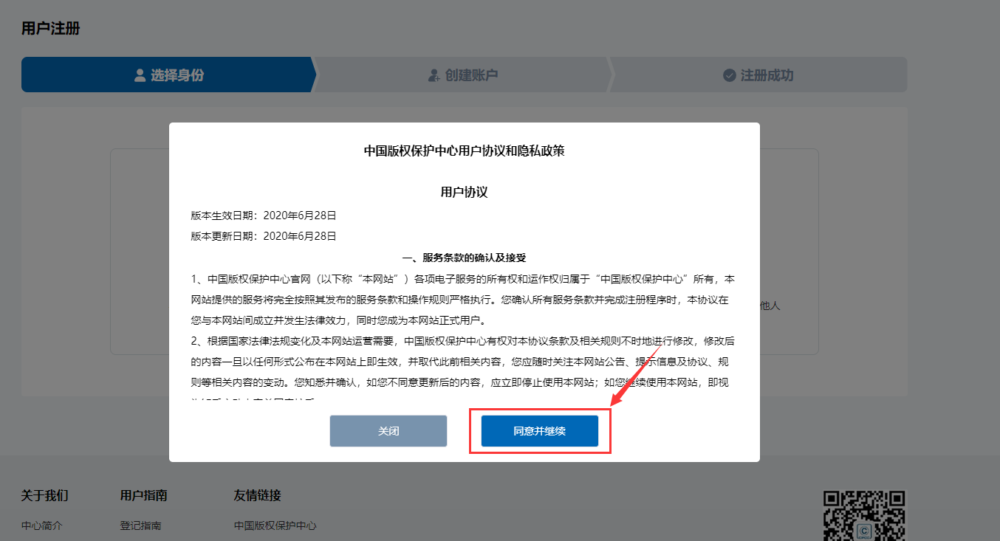 用户注册
选择身份
创建账户
注册成功
中国版权保护中心用户协议和隐私政策
用户协议
版本生效日期：2020年6月28日
版本更新日期：2020年6月28日
一、服务条款的确认及接受
1、中国版权保护中心官网（以下称“本网站”）各项电子服务的所有权和运作权归属于“中国版权保护中心”所有，本
网站提供的服务将完全按照其发布的服务条款和操作规则严格执行。您确认所有服务条款并完成注册程序时，本协议在
您与本网站间成立并发生法律效力，同时您成为本网站正式用户。
2、根据国家法律法规变化及本网站运营需要，中国版权保护中心有权对本协议条款及相关规则不时地进行修改，修改后
的内容一旦以任何形式公布在本网站上即生效，并取代此前相关内容，您应随时关注本网站公告、提示信息及协议、规
则等相关内容的变动。您知悉并确认，如您不同意更新后的内容，应立即停止使用本网站；如您继续使用本网站，即视
他人
关闭
同意并继续
关于我们
用户指南
友情链接
中心简介
登记指南
中国版权保护中心